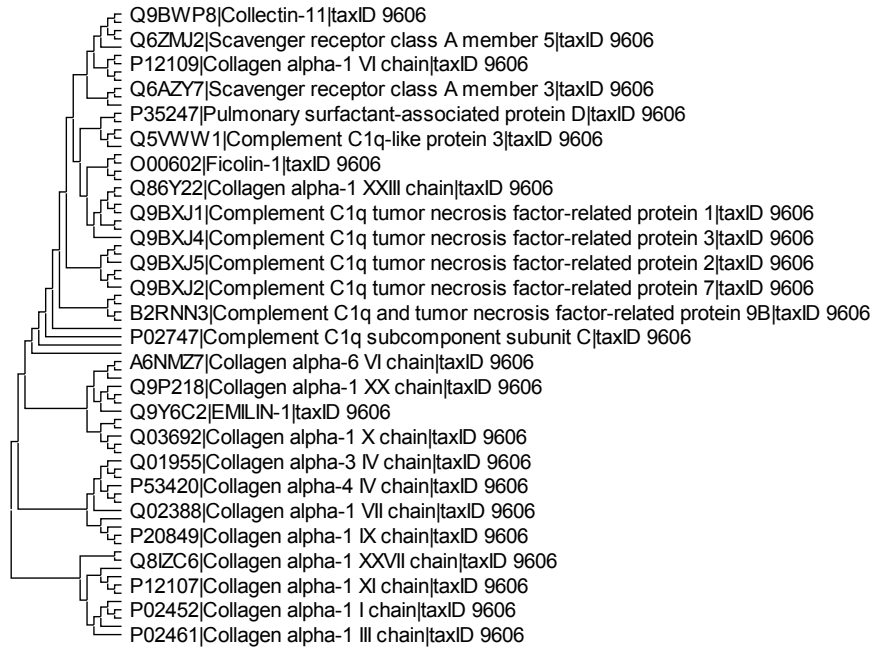 Q9BWP8|Collectin-11|taxID 9606
Q6ZMJ2|Scavenger receptor class A member 5|taxID 9606
P12109|Collagen alpha-1 VI chain|taxID 9606
Q6AZY7|Scavenger receptor class A member 3|taxID 9606
P35247|Pulmonary surfactant-associated protein D|taxID 9606
Q5VWW1|Complement C1q-like protein 3|taxID 9606
O00602|Ficolin-1|taxID 9606
Q86Y22|Collagen alpha-1 XXIII chain|taxID 9606
Q9BXJ1|Complement C1q tumor necrosis factor-related protein 1|taxID 9606
Q9BXJ4|Complement C1q tumor necrosis factor-related protein 3|taxID 9606
Q9BXJ5|Complement C1q tumor necrosis factor-related protein 2|taxID 9606
Q9BXJ2|Complement C1q tumor necrosis factor-related protein 7|taxID 9606
B2RNN3|Complement C1q and tumor necrosis factor-related protein 9B|taxID 9606
P02747|Complement C1q subcomponent subunit C|taxID 9606
A6NMZ7|Collagen alpha-6 VI chain|taxID 9606
Q9P218|Collagen alpha-1 XX chain|taxID 9606
Q9Y6C2|EMILIN-1|taxID 9606
Q03692|Collagen alpha-1 X chain|taxID 9606
Q01955|Collagen alpha-3 IV chain|taxID 9606
P53420|Collagen alpha-4 IV chain|taxID 9606
Q02388|Collagen alpha-1 VII chain|taxID 9606
P20849|Collagen alpha-1 IX chain|taxID 9606
Q8IZC6|Collagen alpha-1 XXVII chain|taxID 9606
P12107|Collagen alpha-1 XI chain|taxID 9606
P02452|Collagen alpha-1 I chain|taxID 9606
P02461|Collagen alpha-1 III chain|taxID 9606